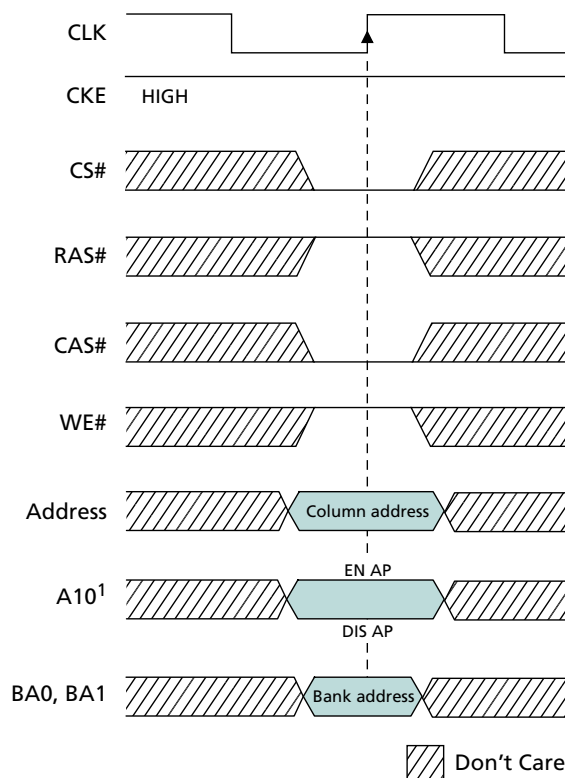 CLK
CKE HIGH
CS#
RAS#
CAS#
WE#
Address Column address
EN AP
A10¹
DIS AP
BA0, BA1 Bank address
Don't Care